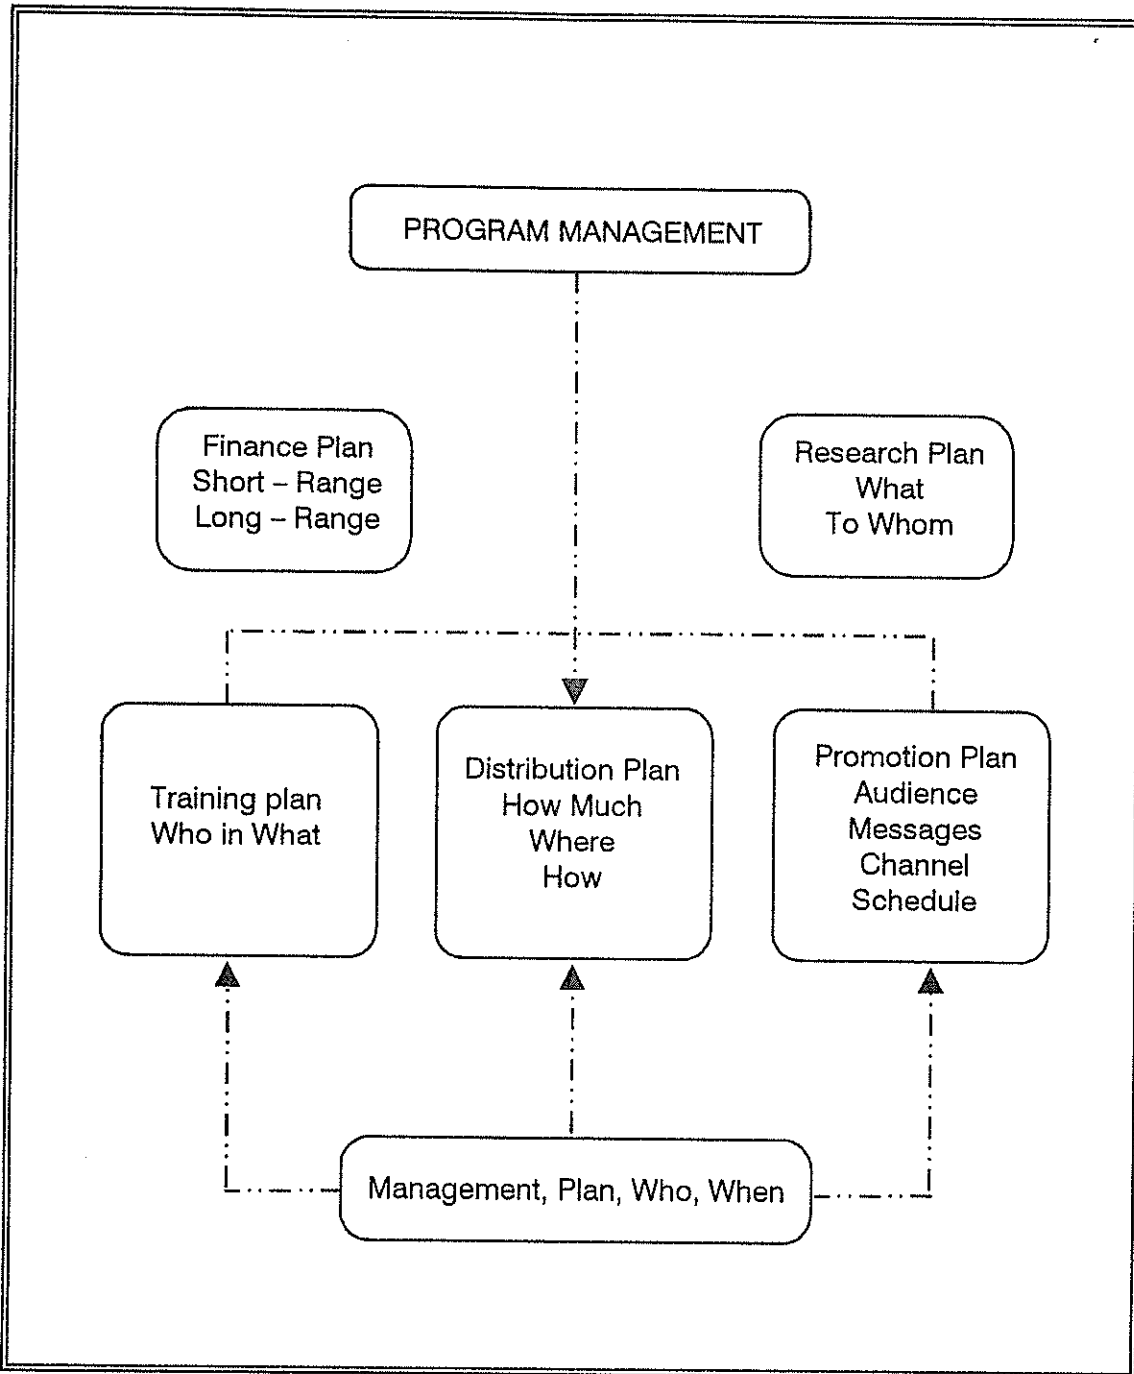 PROGRAM MANAGEMENT
Finance Plan
Short – Range
Long – Range
Research Plan
What
To Whom
Training plan
Who in What
Distribution Plan
How Much
Where
How
Promotion Plan
Audience
Messages
Channel
Schedule
Management, Plan, Who, When